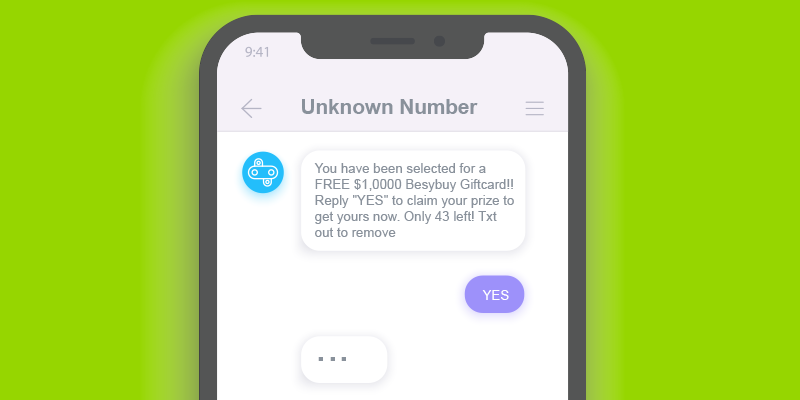 9:41
Unknown Number
You have been selected for a
FREE $1,0000 Besybuy Giftcard!!
Reply "YES" to claim your prize to
get yours now. Only 43 left! Txt
out to remove
YES